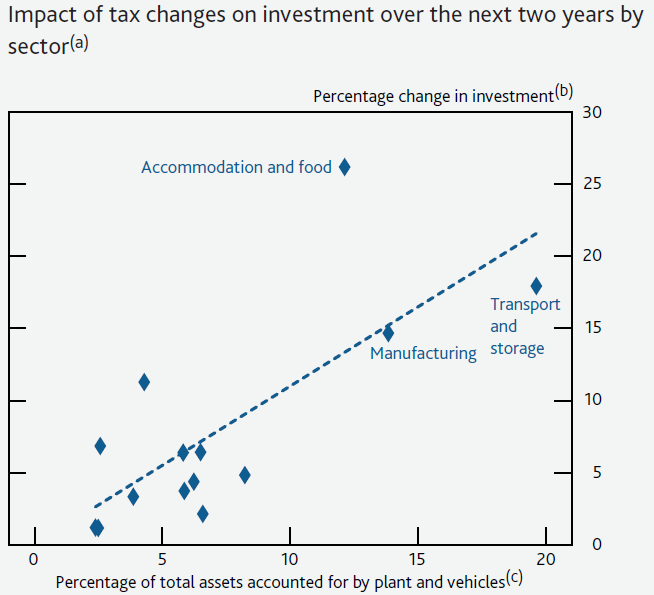 Impact of tax changes on investment over the next two years by
sector(a)
Percentage change in investment(b)
30
Accommodation and food
25
20
Transport
and
storage
15
Manufacturing
10
5
0
0 5 10 15 20
Percentage of total assets accounted for by plant and vehicles(c)